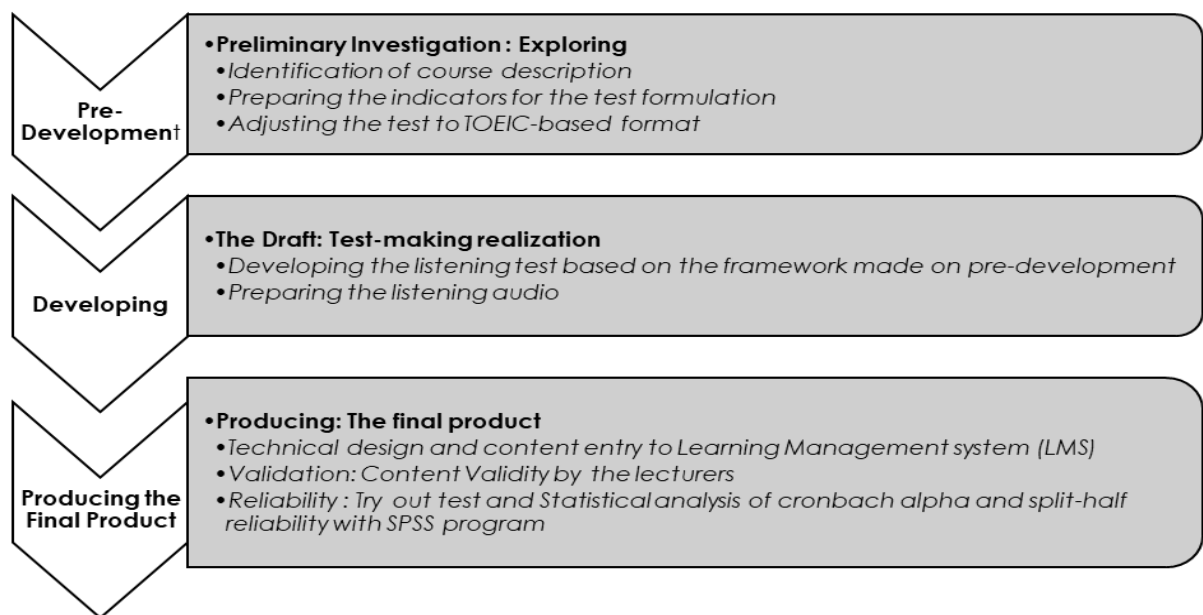 Pre-
Development
•Preliminary Investigation : Exploring
•Identification of course description
•Preparing the indicators for the test formulation
•Adjusting the test to TOEIC-based format
Developing
•The Draft: Test-making realization
•Developing the listening test based on the framework made on pre-development
•Preparing the listening audio
Producing the
Final Product
•Producing: The final product
•Technical design and content entry to Learning Management system (LMS)
•Validation: Content Validity by the lecturers
•Reliability : Try out test and Statistical analysis of cronbach alpha and split-half
reliability with SPSS program